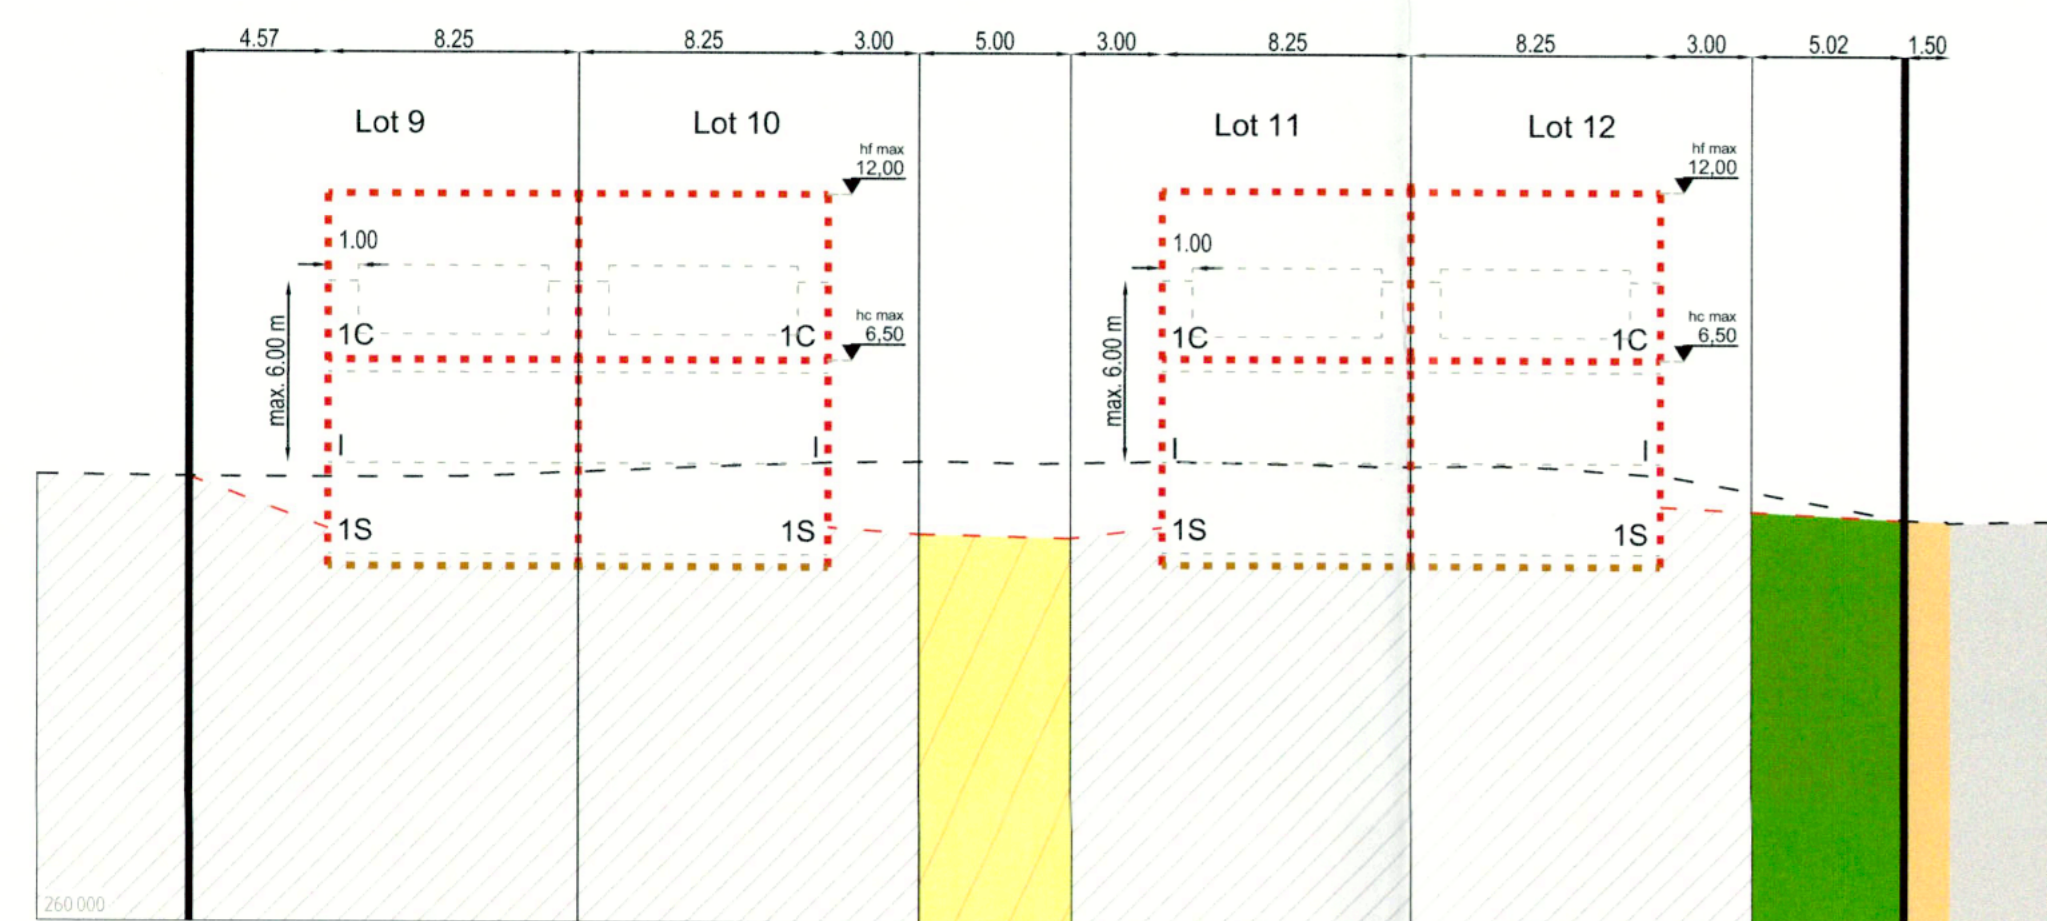 4.57 8.25 8.25 3.00 5.00 3.00 8.25 8.25 3.00 5.02 1.50
Lot 9 Lot 10 Lot 11 Lot 12
hf max
12,00
hf max
12,00
1.00
1.00
hc max
6,50
hc max
6,50
max. 6.00 m
max. 6.00 m
1C 1C 1C 1C
I I I I
1S 1S 1S 1S
260 000